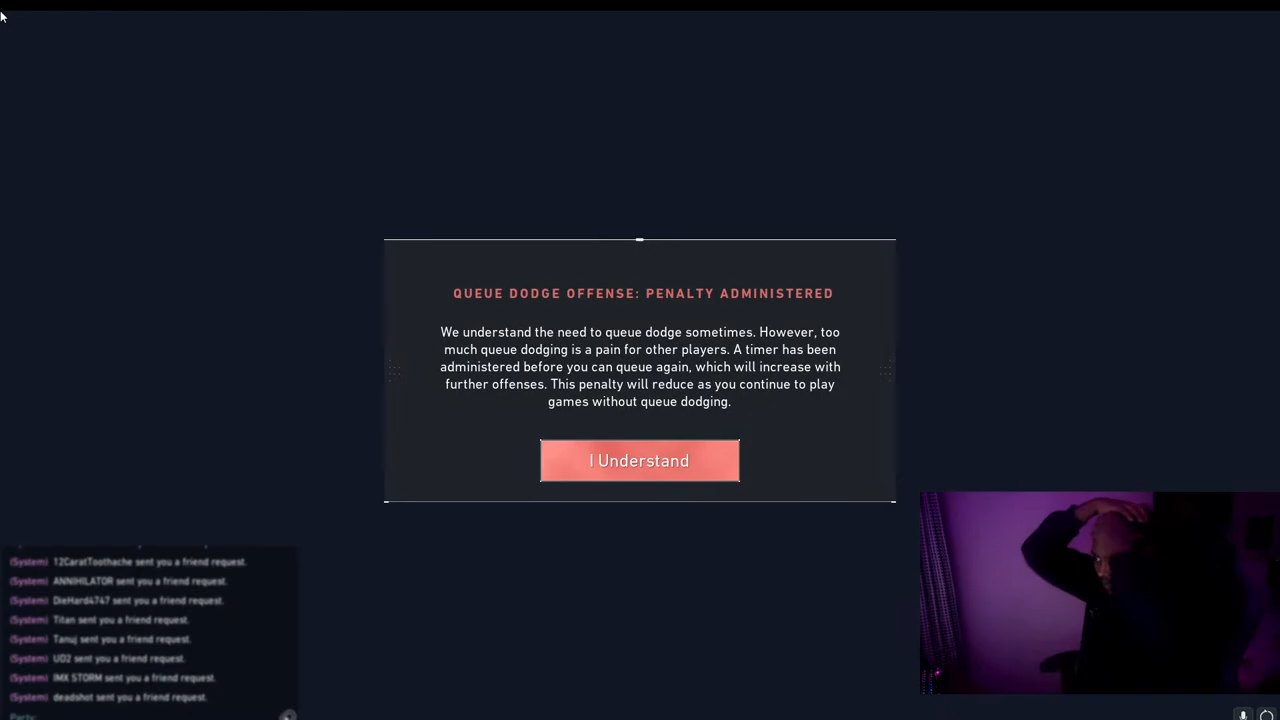 QUEUE DODGE OFFENSE: PENALTY ADMINISTERED
We understand the need to queue dodge sometimes. However, too
much queue dodging is a pain for other players. A timer has been
administered before you can queue again, which will increase with
further offenses. This penalty will reduce as you continue to play
games without queue dodging.
I Understand
(System) 12CaratToothache sent you a friend request.
(System) ANNIHILATOR sent you a friend request.
(System) DieHard4747 sent you a friend request.
(System) Titan sent you a friend request.
(System) Tanuj sent you a friend request.
(System) UD2 sent you a friend request.
(System) IMX STORM sent you a friend request.
(System) deadshot sent you a friend request.
Party: